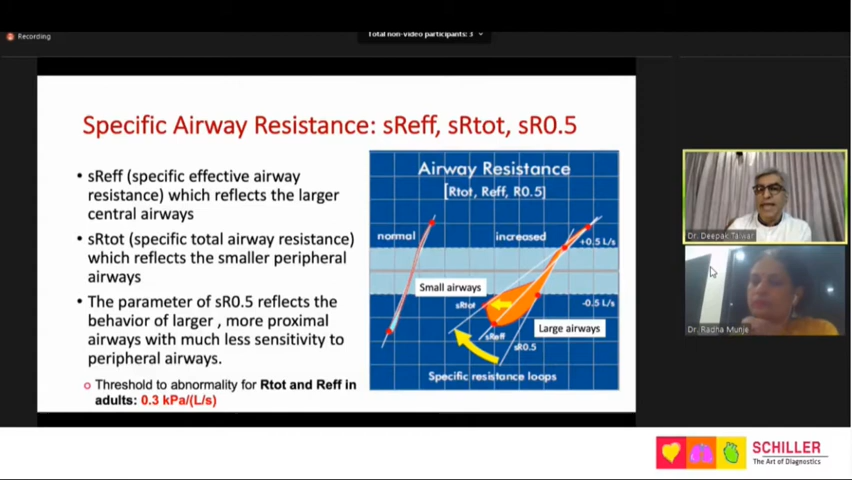 Recording
Total non-video participants: 3
Specific Airway Resistance: sReff, sRtot, sR0.5
• sReff (specific effective airway
resistance) which reflects the larger
central airways
• sRtot (specific total airway resistance)
which reflects the smaller peripheral
airways
• The parameter of sR0.5 reflects the
behavior of larger , more proximal
airways with much less sensitivity to
peripheral airways.
o Threshold to abnormality for Rtot and Reff in
adults: 0.3 kPa/(L/s)
Airway Resistance
[Rtot, Reff, R0.5]
normal
increased
+0.5 L/s
Small airways
sRtot
-0.5 L/s
Large airways
sReff
sR0.5
Specific resistance loops
Dr. Deepak Talwar
Dr. Radha Munje
SCHILLER
The Art of Diagnostics